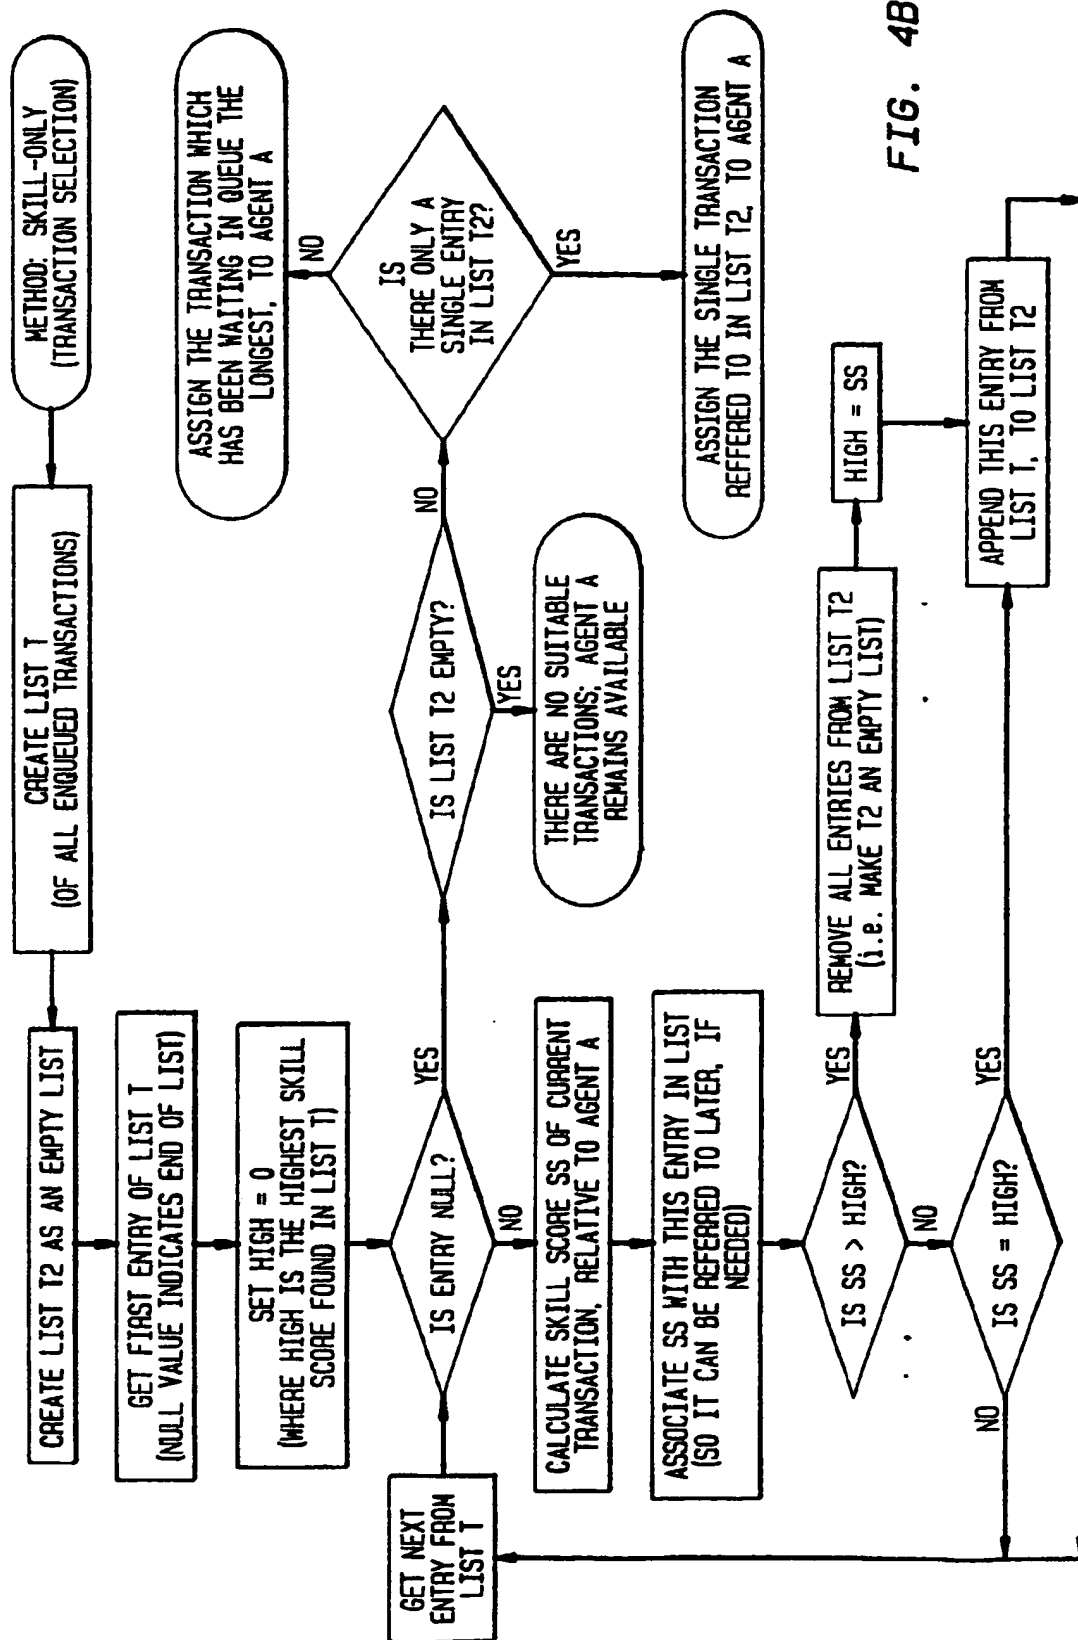 METHOD: SKILL-ONLY
(TRANSACTION SELECTION)
CREATE LIST T
(OF ALL ENQUEUED TRANSACTIONS)
CREATE LIST T2 AS AN EMPTY LIST
GET FIRST ENTRY OF LIST T
(NULL VALUE INDICATES END OF LIST)
SET HIGH = 0
(WHERE HIGH IS THE HIGHEST SKILL
SCORE FOUND IN LIST T)
GET NEXT
ENTRY FROM
LIST T
IS ENTRY NULL?
YES
NO
IS LIST T2 EMPTY?
NO
YES
THERE ARE NO SUITABLE
TRANSACTIONS; AGENT A
REMAINS AVAILABLE
IS
THERE ONLY A
SINGLE ENTRY
IN LIST T2?
NO
YES
ASSIGN THE TRANSACTION WHICH
HAS BEEN WAITING IN QUEUE THE
LONGEST, TO AGENT A
ASSIGN THE SINGLE TRANSACTION
REFFERED TO IN LIST T2, TO AGENT A
CALCULATE SKILL SCORE SS OF CURRENT
TRANSACTION, RELATIVE TO AGENT A
ASSOCIATE SS WITH THIS ENTRY IN LIST
(SO IT CAN BE REFERRED TO LATER, IF
NEEDED)
IS SS > HIGH?
YES
NO
REMOVE ALL ENTRIES FROM LIST T2
(i.e. MAKE T2 AN EMPTY LIST)
HIGH = SS
IS SS = HIGH?
YES
NO
APPEND THIS ENTRY FROM
LIST T, TO LIST T2
FIG. 4B